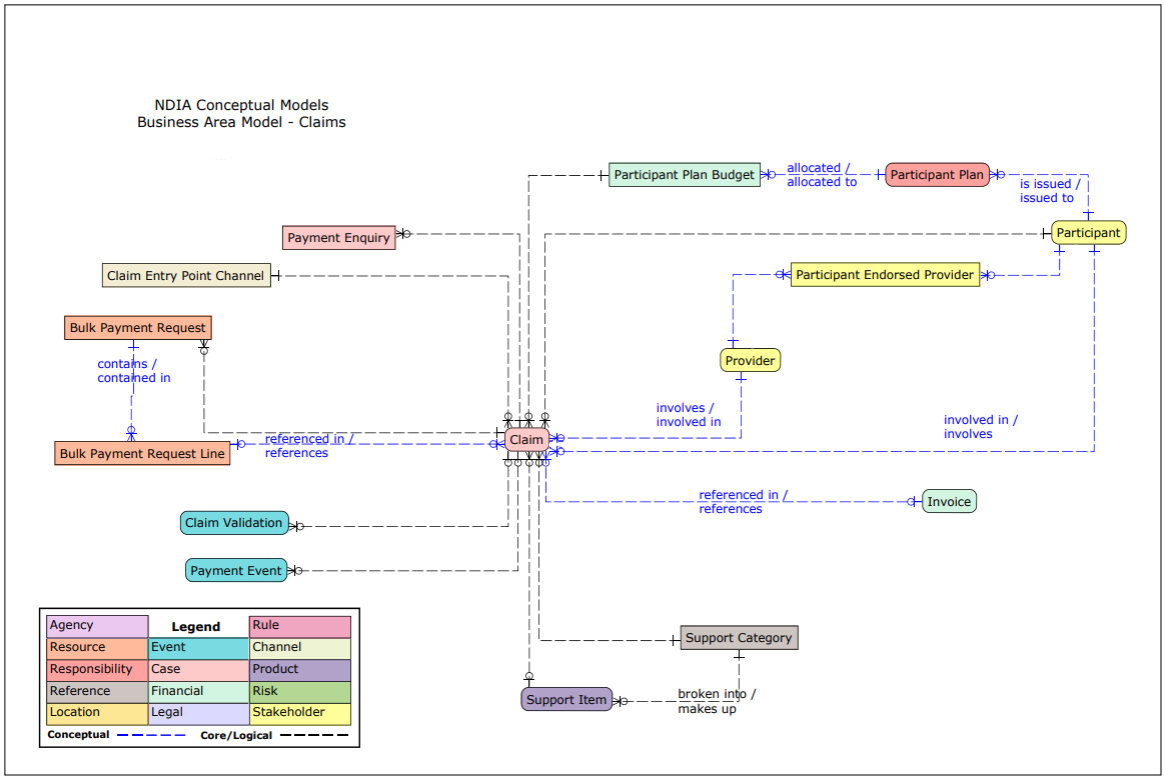 NDIA Conceptual Models
Business Area Model - Claims
Participant Plan Budget
allocated /
allocated to
Participant Plan
is issued /
issued to
Participant
Payment Enquiry
Claim Entry Point Channel
Participant Endorsed Provider
Bulk Payment Request
contains /
contained in
Provider
involves /
involved in
involved in /
involves
Claim
Bulk Payment Request Line
referenced in /
references
referenced in /
references
Invoice
Claim Validation
Payment Event
Support Category
broken into /
makes up
Support Item
Agency
Legend
Rule
Resource
Event
Channel
Responsibility
Case
Product
Reference
Financial
Risk
Location
Legal
Stakeholder
Conceptual
Core/Logical